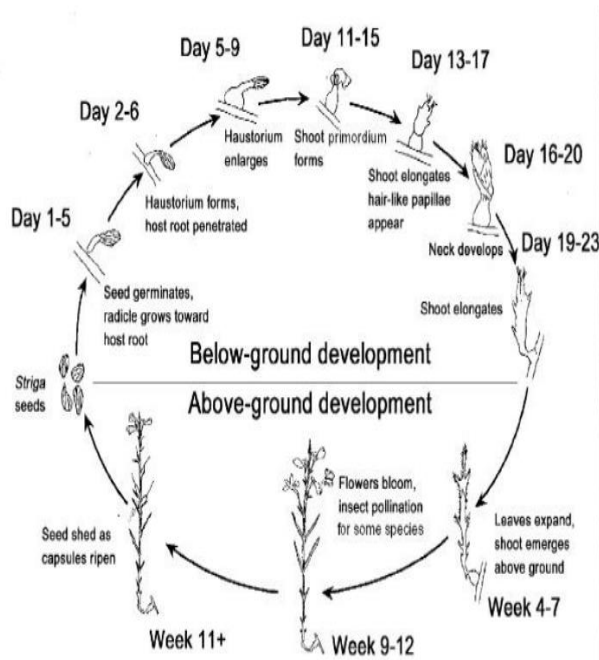 Day 11-15
Day 5-9
Day 13-17
Day 2-6
Haustorium
enlarges
Shoot primordium
forms
Day 16-20
Shoot elongates
hair-like papillae
appear
Haustorium forms,
host root penetrated
Day 1-5
Neck develops
Day 19-23
Seed germinates,
radicle grows toward
host root
Shoot elongates
Below-ground development
Striga
seeds
Above-ground development
Flowers bloom,
insect pollination
for some species
Seed shed as
capsules ripen
Leaves expand,
shoot emerges
above ground
Week 4-7
Week 11+
Week 9-12